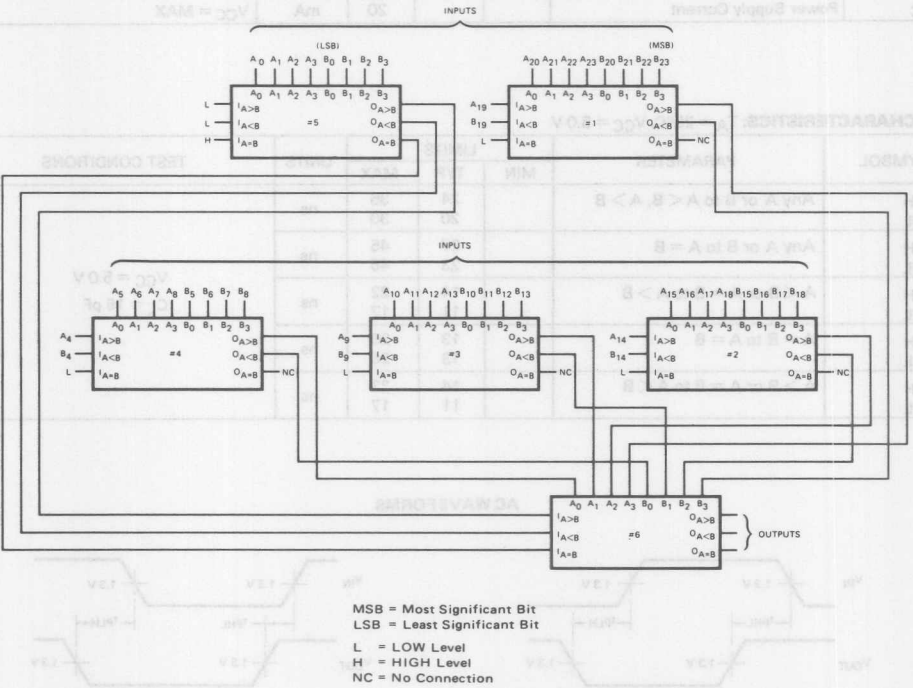 INPUTS
(LSB) (MSB)
A0 A1 A2 A3 B0 B1 B2 B3 A20 A21 A22 A23 B20 B21 B22 B23
A0 A1 A2 A3 B0 B1 B2 B3 A0 A1 A2 A3 B0 B1 B2 B3
L IA>B OA>B A19 IA>B OA>B
L IA<B =5 OA<B B19 IA<B =1 OA<B
H IA=B OA=B L IA=B OA=B NC
INPUTS
A5 A6 A7 A8 B5 B6 B7 B8 A10 A11 A12 A13 B10 B11 B12 B13 A15 A16 A17 A18 B15 B16 B17 B18
A0 A1 A2 A3 B0 B1 B2 B3 A0 A1 A2 A3 B0 B1 B2 B3 A0 A1 A2 A3 B0 B1 B2 B3
A4 IA>B OA>B A9 IA>B OA>B A14 IA>B OA>B
B4 IA<B =4 OA<B B9 IA<B =3 OA<B B14 IA<B =2 OA<B
L IA=B OA=B NC L IA=B OA=B NC L IA=B OA=B NC
A0 A1 A2 A3 B0 B1 B2 B3
IA>B OA>B
IA<B =6 OA<B OUTPUTS
IA=B OA=B
MSB = Most Significant Bit
LSB = Least Significant Bit
L = LOW Level
H = HIGH Level
NC = No Connection